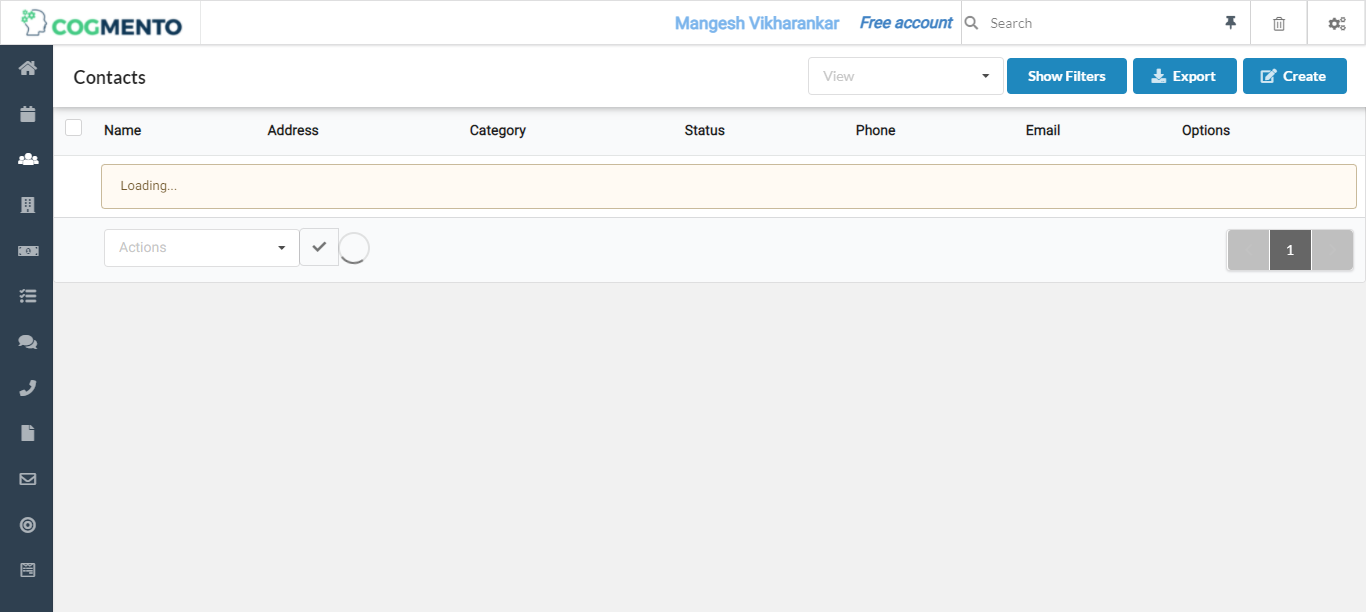 COGMENTO
Mangesh Vikharankar Free account Search
Contacts View Show Filters Export Create
Name Address Category Status Phone Email Options
Loading...
Actions 1